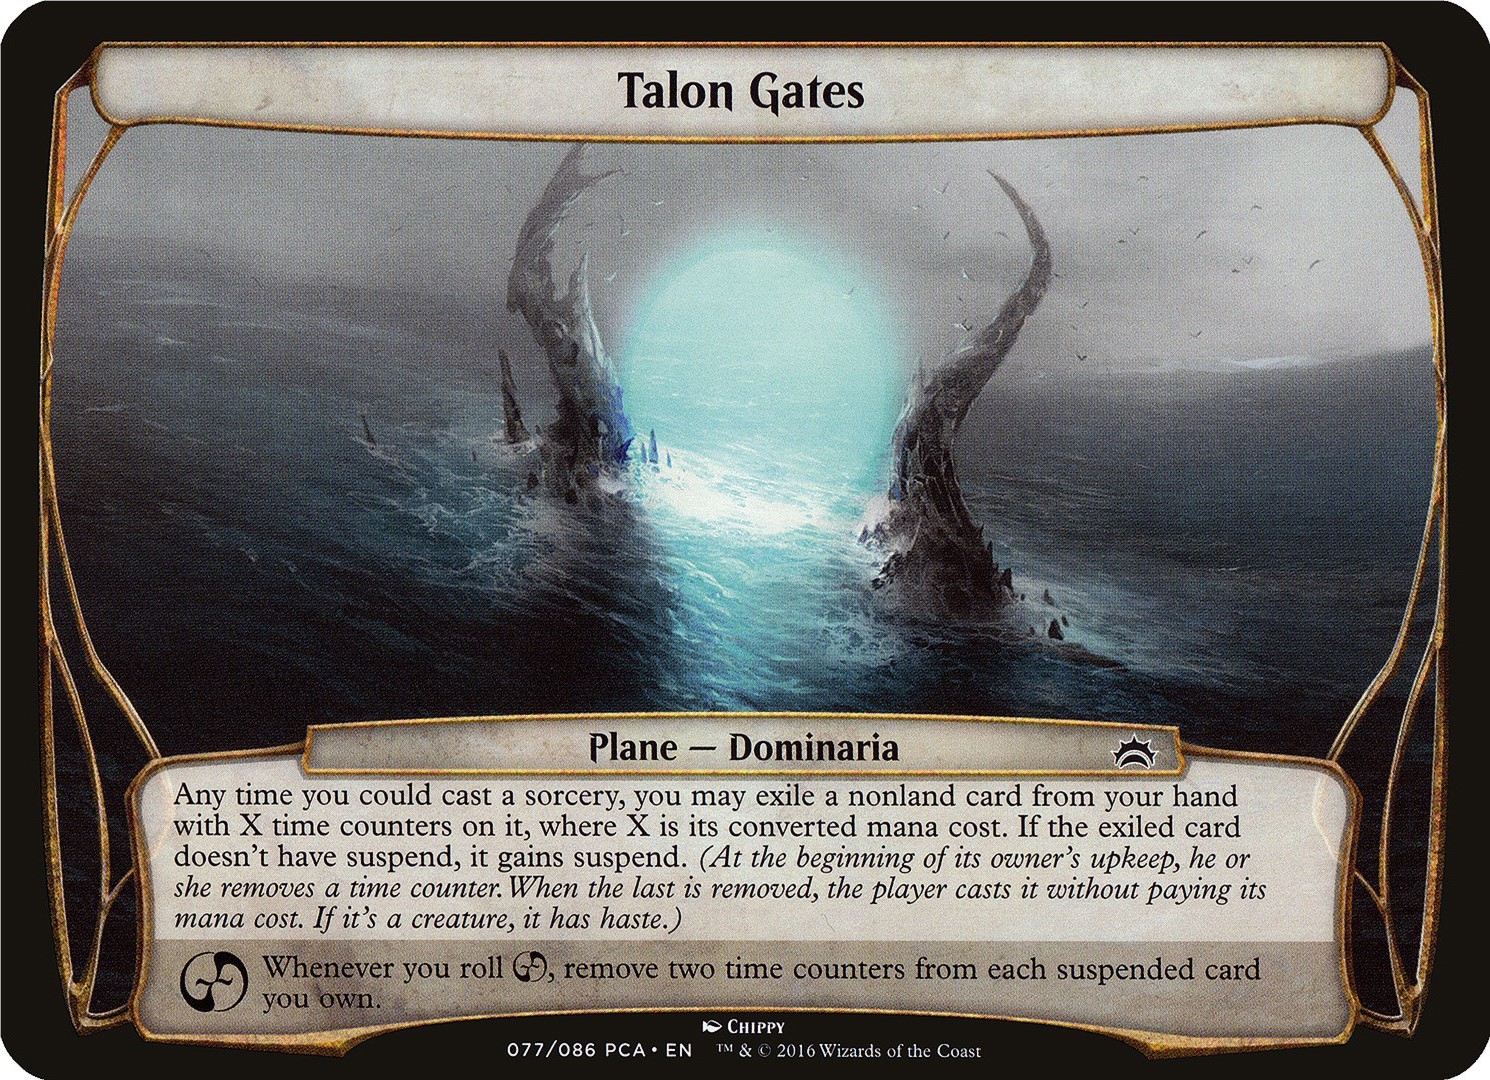 Talon Gates
Plane — Dominaria
Any time you could cast a sorcery, you may exile a nonland card from your hand
with X time counters on it, where X is its converted mana cost. If the exiled card
doesn't have suspend, it gains suspend. (At the beginning of its owner's upkeep, he or
she removes a time counter. When the last is removed, the player casts it without paying its
mana cost. If it's a creature, it has haste.)
Whenever you roll , remove two time counters from each suspended card
you own.
Chippy
077/086 PCA • EN ™ & © 2016 Wizards of the Coast